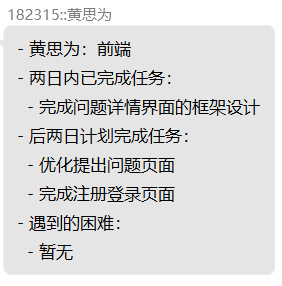 182315::黄思为
- 黄思为：前端
- 两日内已完成任务：
- 完成问题详情界面的框架设计
- 后两日计划完成任务：
- 优化提出问题页面
- 完成注册登录页面
- 遇到的困难：
- 暂无